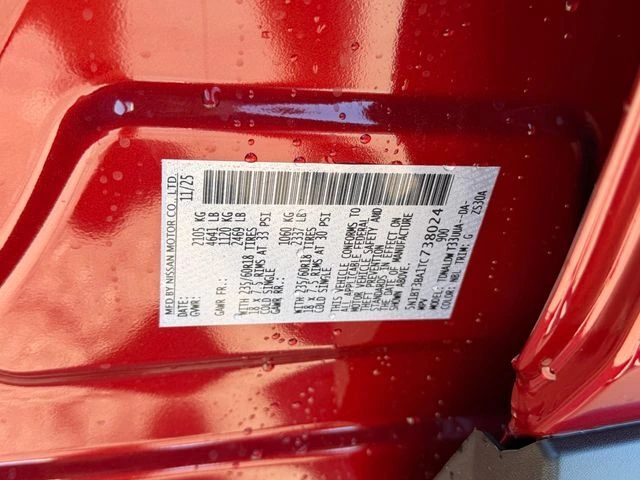 MFD BY NISSAN MOTOR CO., LTD.
DATE: 11/25
GVWR: 2105 KG
4641 LB
GAWR FR.: 1120 KG
2469 LB
WITH 235/60R18 TIRES
18 X 7.5 RIMS AT 33 PSI
COLD SINGLE
GAWR RR.: 1060 KG
2337 LB
WITH 235/60R18 TIRES
18 X 7.5 RIMS AT 30 PSI
COLD SINGLE
THIS VEHICLE CONFORMS TO
ALL APPLICABLE FEDERAL
MOTOR VEHICLE SAFETY AND
THEFT PREVENTION
STANDARDS IN EFFECT ON
THE DATE OF MANUFACTURE
SHOWN ABOVE.
MPV 900
COLOR: NBL TRIM: G
ZS30A